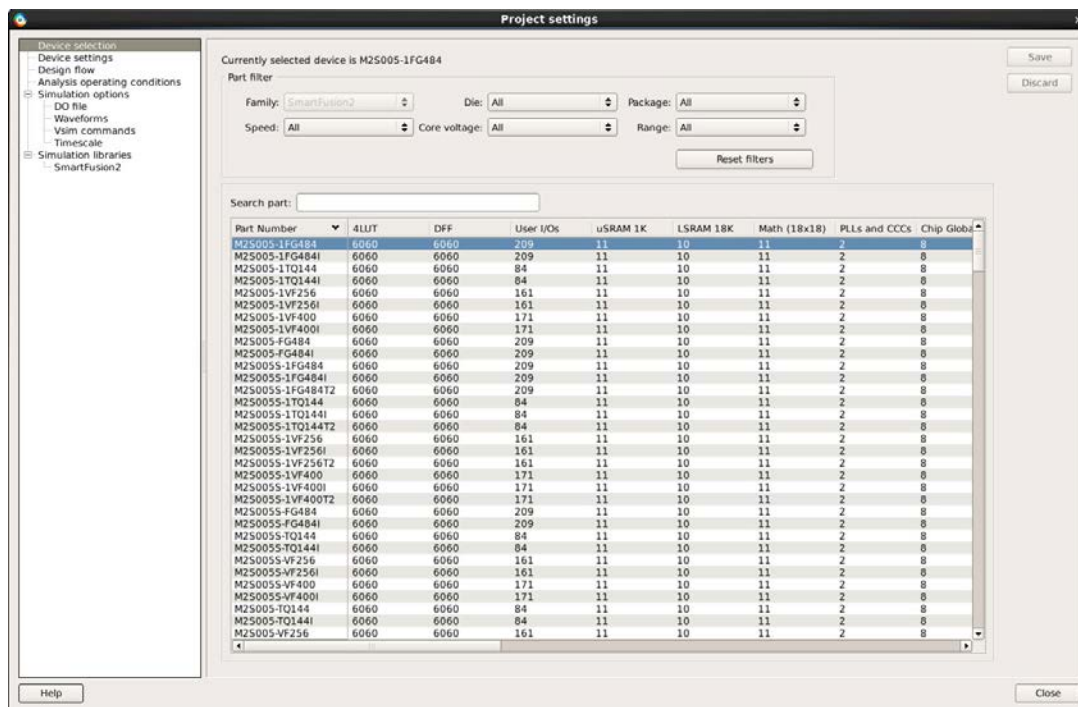 Project settings
Device selection
Device settings
Design flow
Analysis operating conditions
Simulation options
DO file
Waveforms
Vsim commands
Timescale
Simulation libraries
SmartFusion2
Currently selected device is M2S005-1FG484
Part filter
Family: SmartFusion2 Die: All Package: All
Speed: All Core voltage: All Range: All
Reset filters
Save
Discard
Search part:
Part Number 4LUT DFF User I/Os uSRAM 1K LSRAM 18K Math (18x18) PLLs and CCCs Chip Globa
M2S005-1FG484 6060 6060 209 11 10 11 2 8
M2S005-1FG484I 6060 6060 209 11 10 11 2 8
M2S005-1TQ144 6060 6060 84 11 10 11 2 8
M2S005-1TQ144I 6060 6060 84 11 10 11 2 8
M2S005-1VF256 6060 6060 161 11 10 11 2 8
M2S005-1VF256I 6060 6060 161 11 10 11 2 8
M2S005-1VF400 6060 6060 171 11 10 11 2 8
M2S005-1VF400I 6060 6060 171 11 10 11 2 8
M2S005-FG484 6060 6060 209 11 10 11 2 8
M2S005-FG484I 6060 6060 209 11 10 11 2 8
M2S005S-1FG484 6060 6060 209 11 10 11 2 8
M2S005S-1FG484I 6060 6060 209 11 10 11 2 8
M2S005S-1FG484T2 6060 6060 209 11 10 11 2 8
M2S005S-1TQ144 6060 6060 84 11 10 11 2 8
M2S005S-1TQ144I 6060 6060 84 11 10 11 2 8
M2S005S-1TQ144T2 6060 6060 84 11 10 11 2 8
M2S005S-1VF256 6060 6060 161 11 10 11 2 8
M2S005S-1VF256I 6060 6060 161 11 10 11 2 8
M2S005S-1VF256T2 6060 6060 161 11 10 11 2 8
M2S005S-1VF400 6060 6060 171 11 10 11 2 8
M2S005S-1VF400I 6060 6060 171 11 10 11 2 8
M2S005S-1VF400T2 6060 6060 171 11 10 11 2 8
M2S005S-FG484 6060 6060 209 11 10 11 2 8
M2S005S-FG484I 6060 6060 209 11 10 11 2 8
M2S005S-TQ144 6060 6060 84 11 10 11 2 8
M2S005S-TQ144I 6060 6060 84 11 10 11 2 8
M2S005S-VF256 6060 6060 161 11 10 11 2 8
M2S005S-VF256I 6060 6060 161 11 10 11 2 8
M2S005S-VF400 6060 6060 171 11 10 11 2 8
M2S005S-VF400I 6060 6060 171 11 10 11 2 8
M2S005-TQ144 6060 6060 84 11 10 11 2 8
M2S005-TQ144I 6060 6060 84 11 10 11 2 8
M2S005-VF256 6060 6060 161 11 10 11 2 8
Help
Close